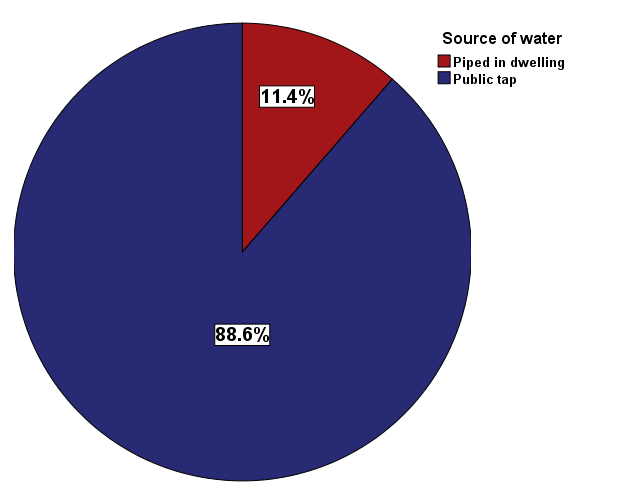 Source of water
Piped in dwelling
Public tap
11.4%
88.6%